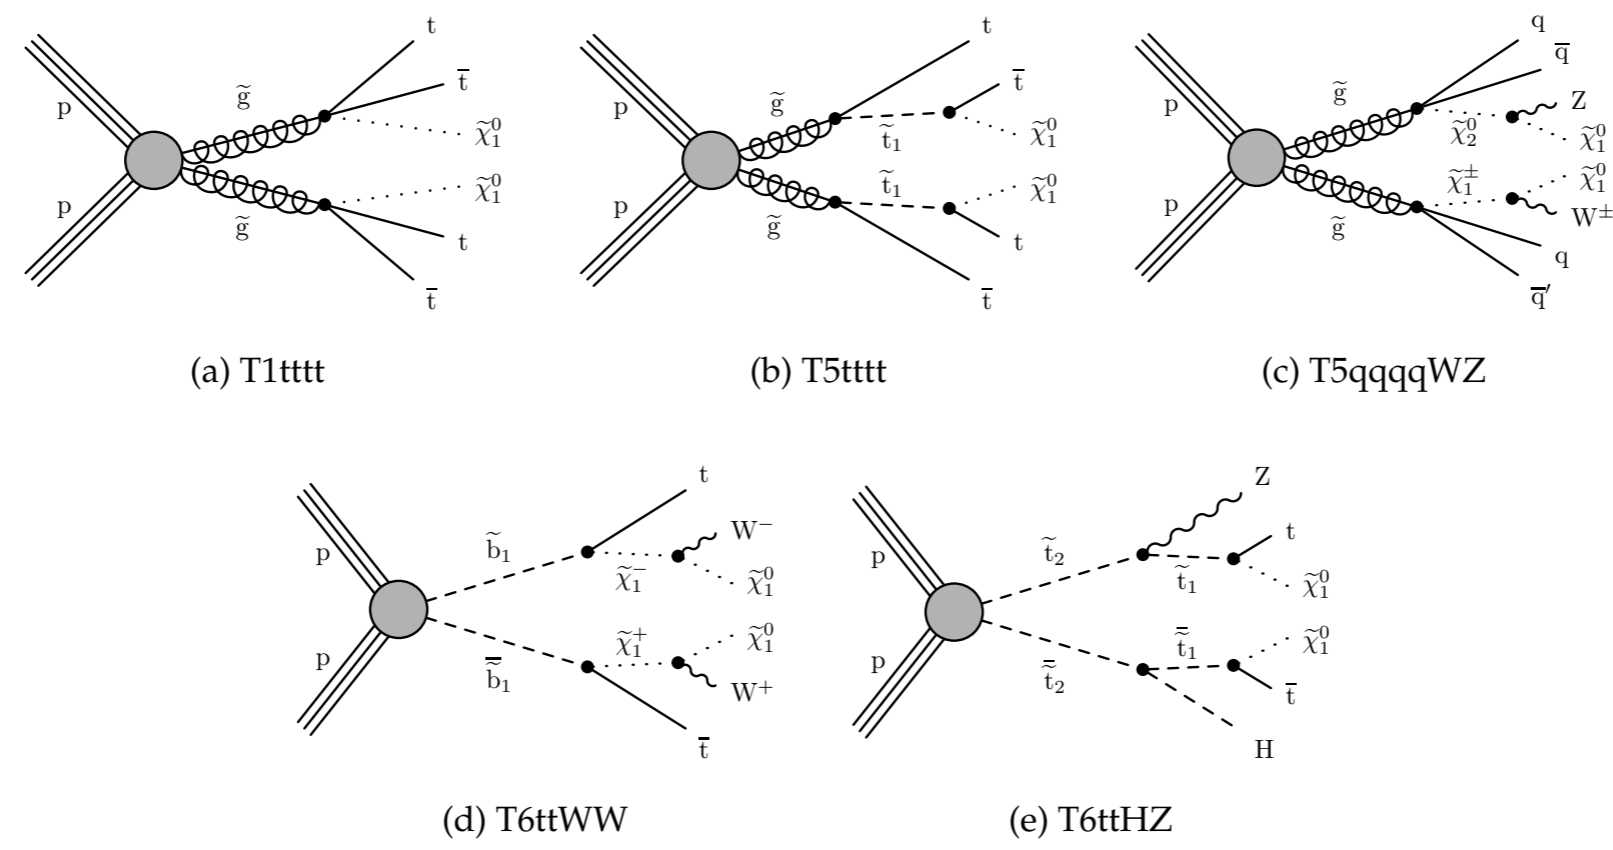 p
p
g̃
g̃
t
t̄
χ̃⁰₁
χ̃⁰₁
t
t̄
(a) T1tttt
p
p
g̃
g̃
t̃₁
t̃₁
t
t̄
χ̃⁰₁
χ̃⁰₁
t
t̄
(b) T5tttt
p
p
g̃
g̃
χ̃⁰₂
χ̃±₁
q
q̄
Z
χ̃⁰₁
χ̃⁰₁
W±
q
q̄′
(c) T5qqqqWZ
p
p
b̃₁
b̃̄₁
χ̃⁻₁
χ̃⁺₁
t
W⁻
χ̃⁰₁
χ̃⁰₁
W⁺
t̄
(d) T6ttWW
p
p
t̃₂
t̃̄₂
t̃₁
t̃̄₁
Z
t
χ̃⁰₁
χ̃⁰₁
t̄
H
(e) T6ttHZ